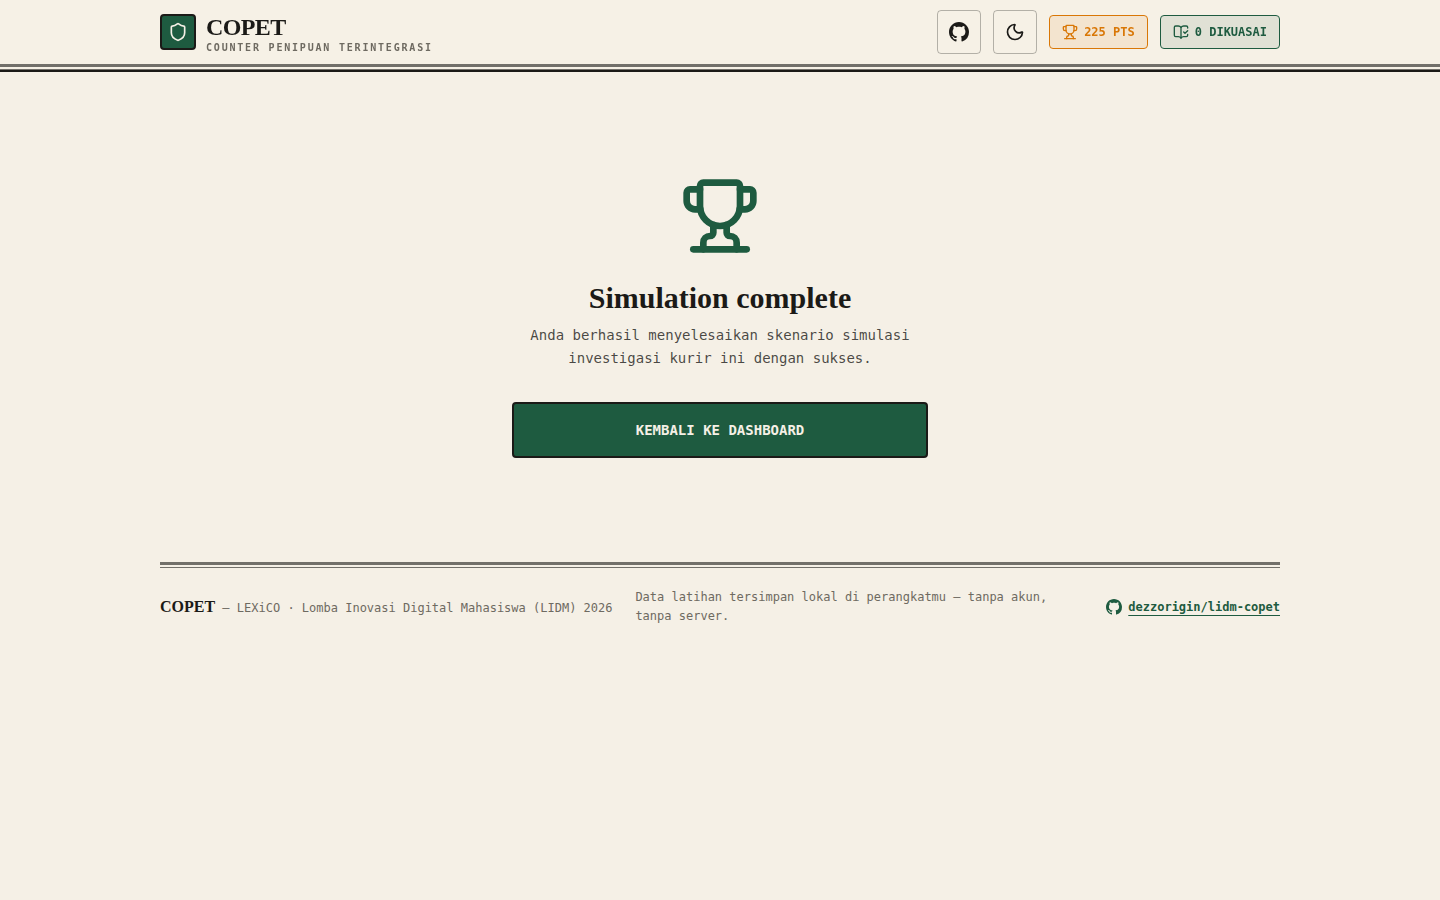 COPET
COUNTER PENIPUAN TERINTEGRASI
225 PTS
0 DIKUASAI
Simulation complete
Anda berhasil menyelesaikan skenario simulasi
investigasi kurir ini dengan sukses.
KEMBALI KE DASHBOARD
COPET — LEXiCO · Lomba Inovasi Digital Mahasiswa (LIDM) 2026
Data latihan tersimpan lokal di perangkatmu — tanpa akun,
tanpa server.
dezzorigin/lidm-copet